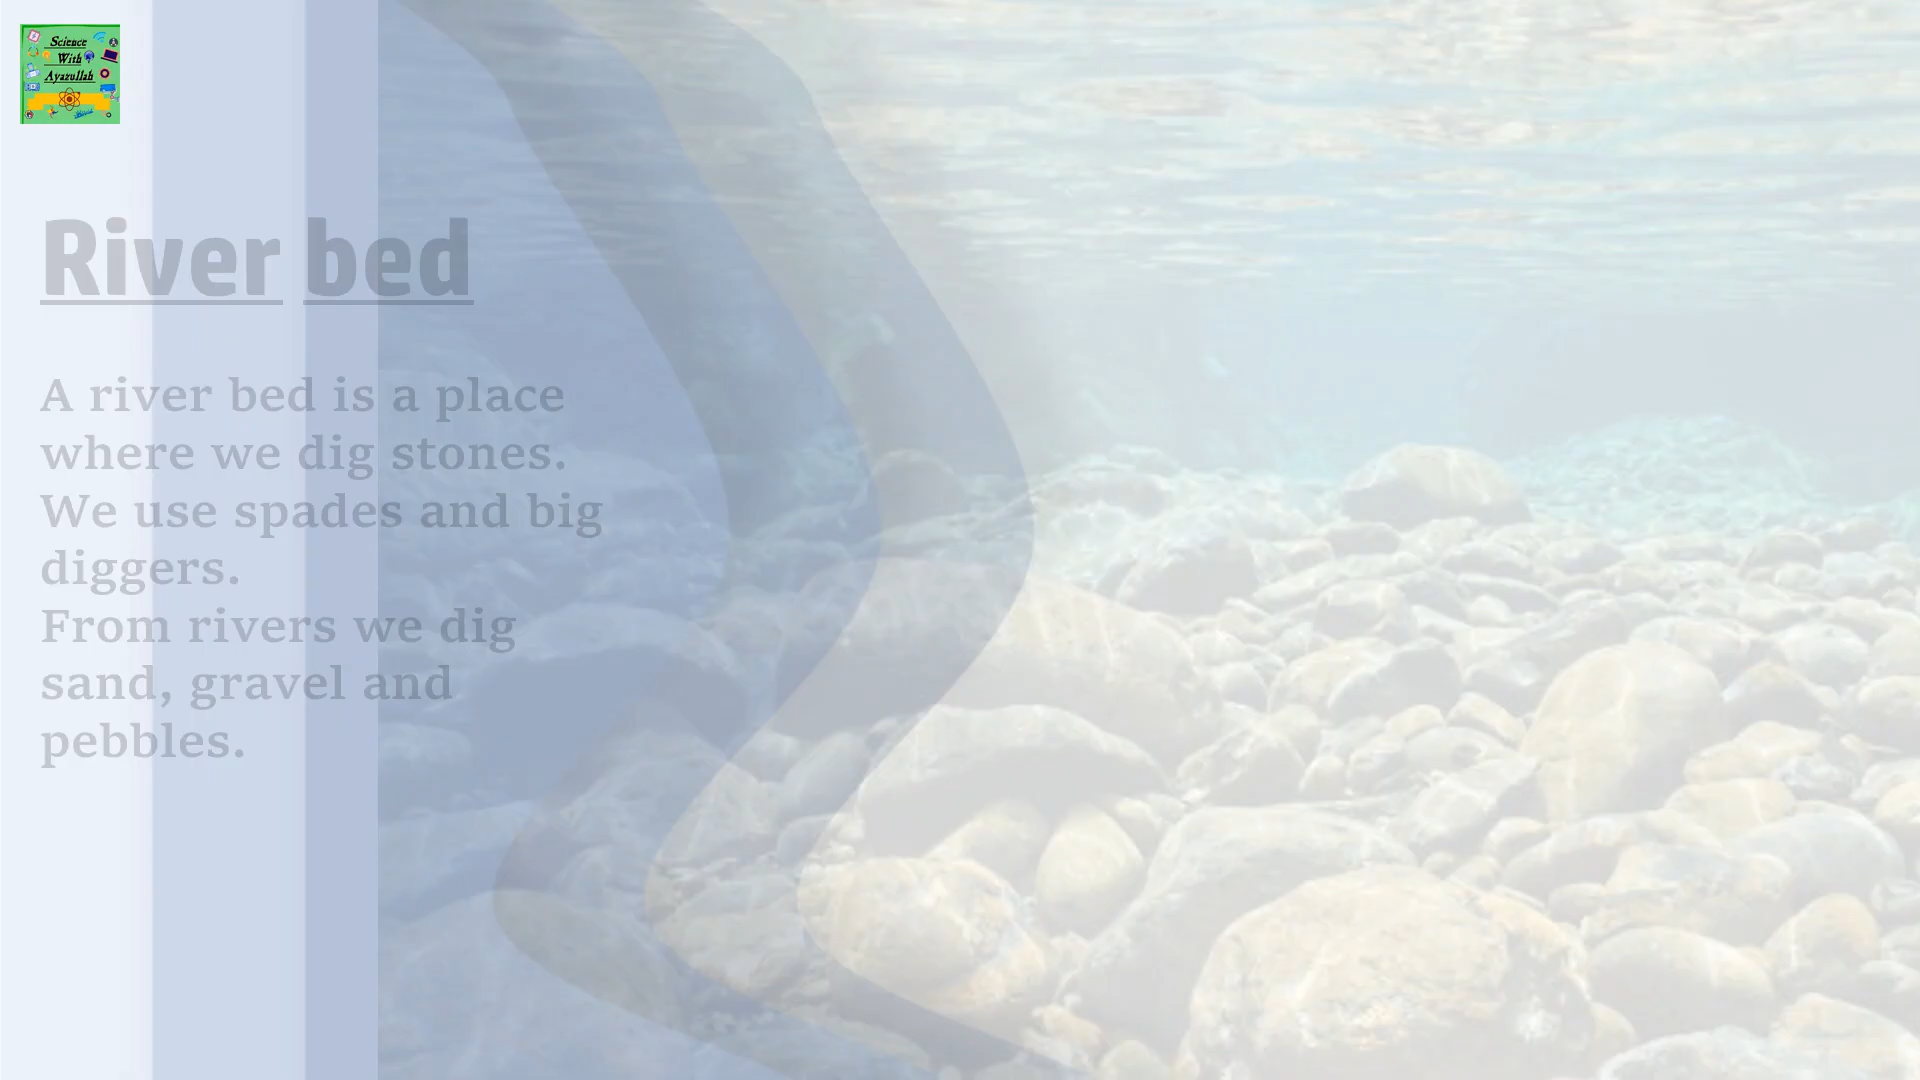 Science
With
Ayazullah
River bed
A river bed is a place
where we dig stones.
We use spades and big
diggers.
From rivers we dig
sand, gravel and
pebbles.